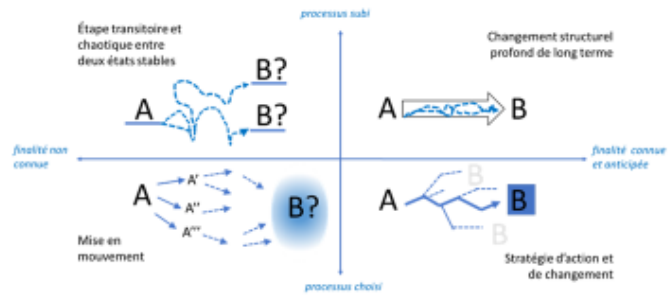 processus subi
Étape transitoire et
chaotique entre
deux états stables
Changement structurel
profond de long terme
B?
A
B?
A
B
finalité non
connue
finalité connue
et anticipée
A
A'
A''
A'''
B?
A
B
B
B
Mise en
mouvement
Stratégie d'action et
de changement
processus choisi